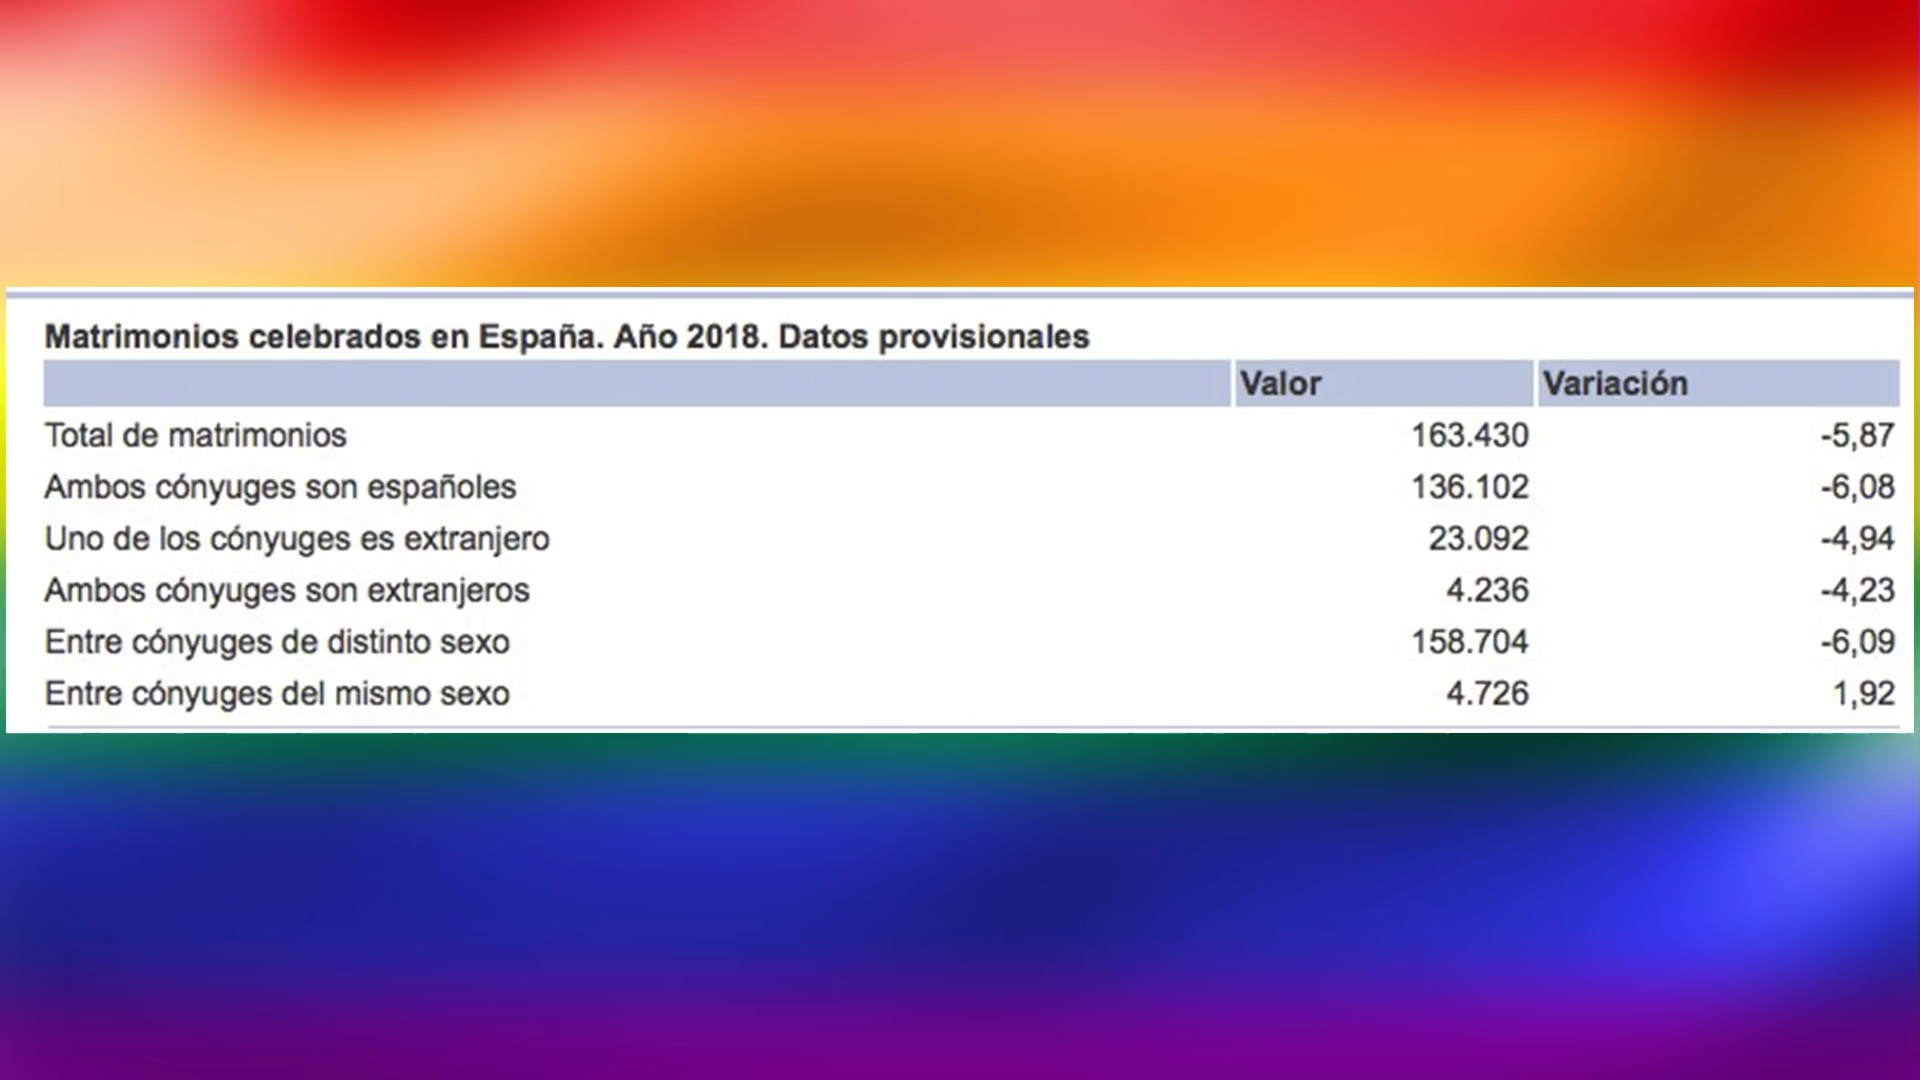 Matrimonios celebrados en España. Año 2018. Datos provisionales
Valor Variación
Total de matrimonios 163.430 -5,87
Ambos cónyuges son españoles 136.102 -6,08
Uno de los cónyuges es extranjero 23.092 -4,94
Ambos cónyuges son extranjeros 4.236 -4,23
Entre cónyuges de distinto sexo 158.704 -6,09
Entre cónyuges del mismo sexo 4.726 1,92